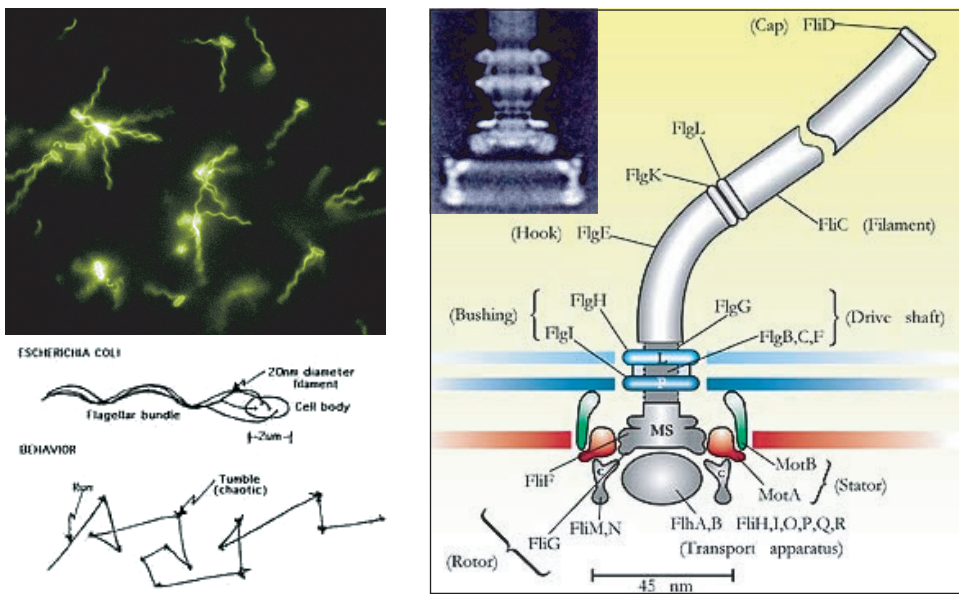 ESCHERICHIA COLI
20nm diameter
filament
Flagellar bundle
Cell body
2um
BEHAVIOR
Run
Tumble
(chaotic)
(Cap) FliD
FlgL
FlgK
FliC (Filament)
(Hook) FlgE
FlgH
FlgG
(Bushing)
FlgI
FlgB,C,F
(Drive shaft)
L
P
MS
C
C
MotB
FliF
MotA
(Stator)
FliM,N
FlhA,B
FliH,I,O,P,Q,R
FliG
(Transport apparatus)
(Rotor)
45 nm